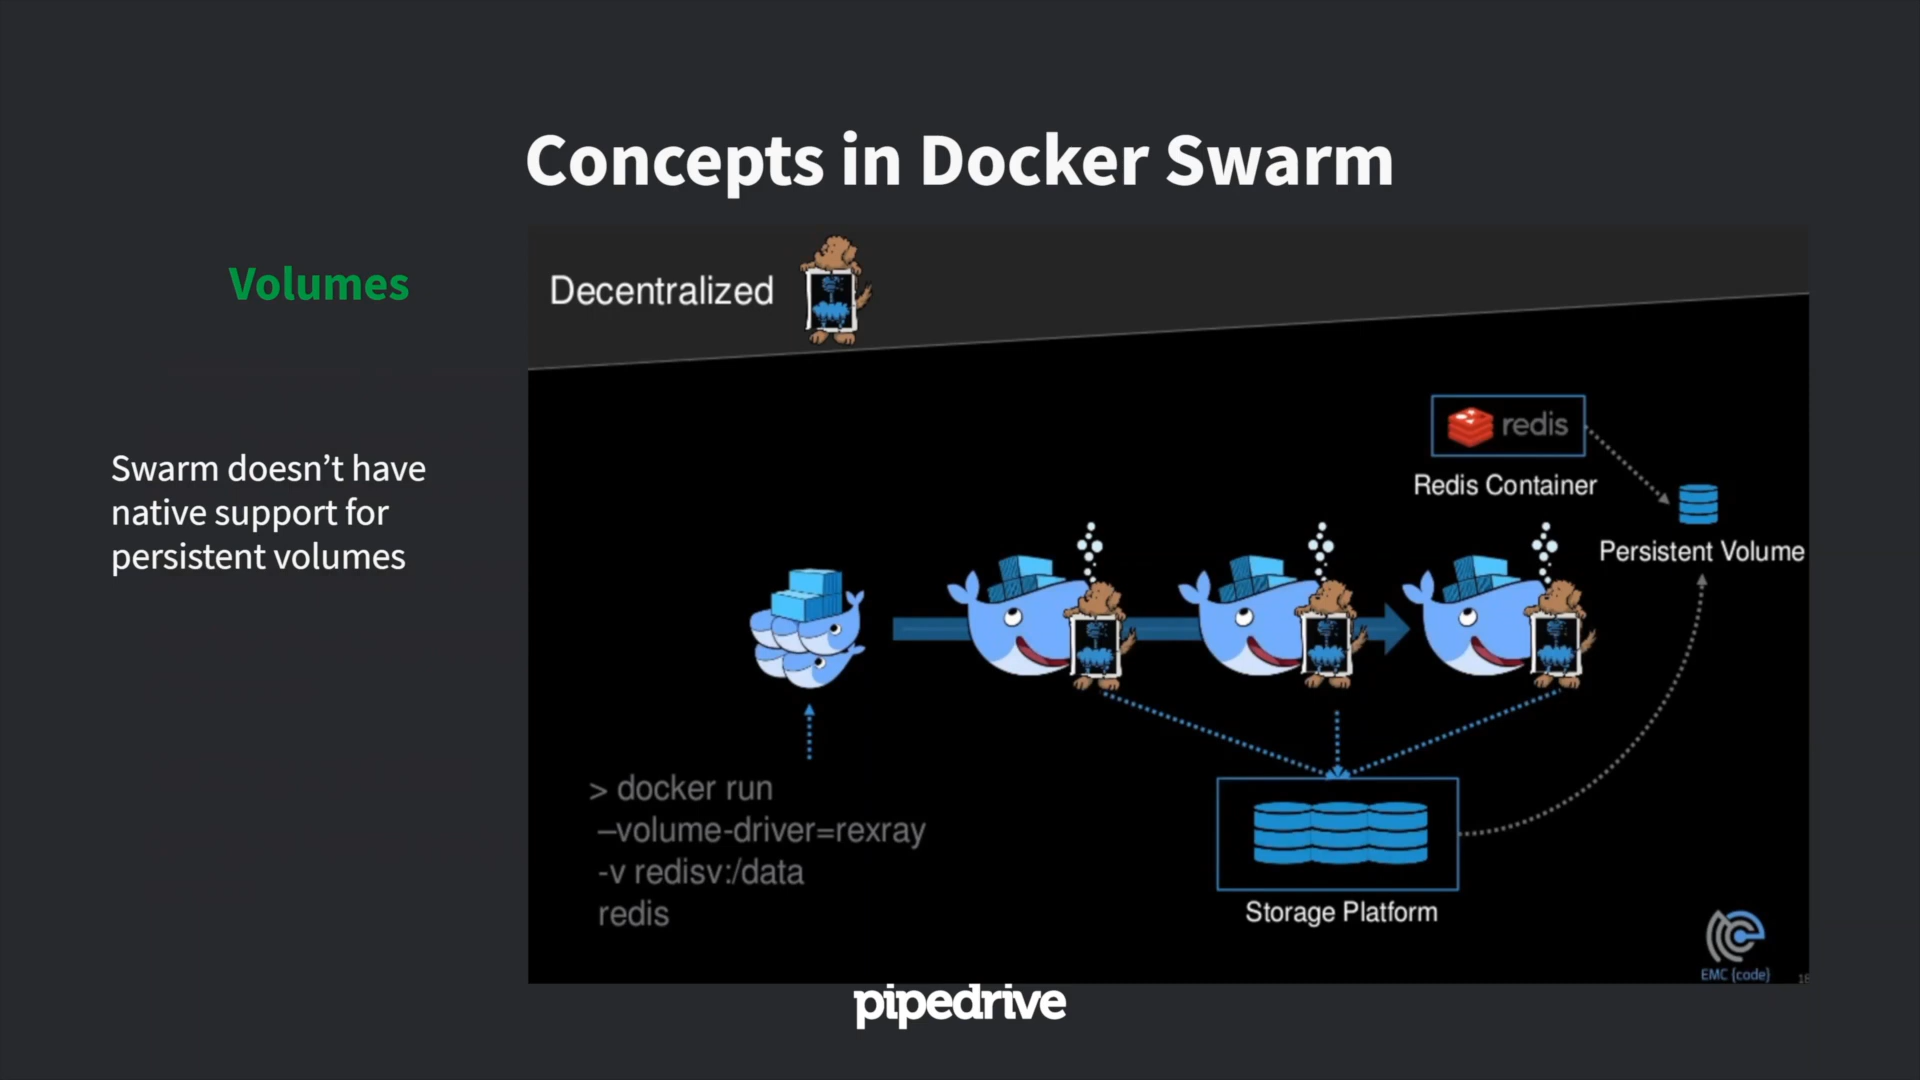 Concepts in Docker Swarm
Volumes
Swarm doesn’t have
native support for
persistent volumes
Decentralized
redis
Redis Container
Persistent Volume
> docker run
–volume-driver=rexray
-v redisv:/data
redis
Storage Platform
EMC {code}
pipedrive